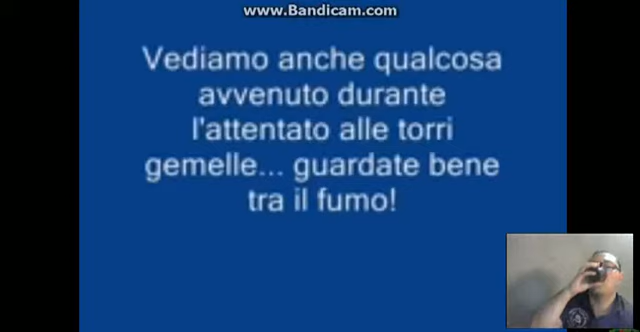 www.Bandicam.com
Vediamo anche qualcosa
avvenuto durante
l'attentato alle torri
gemelle... guardate bene
tra il fumo!